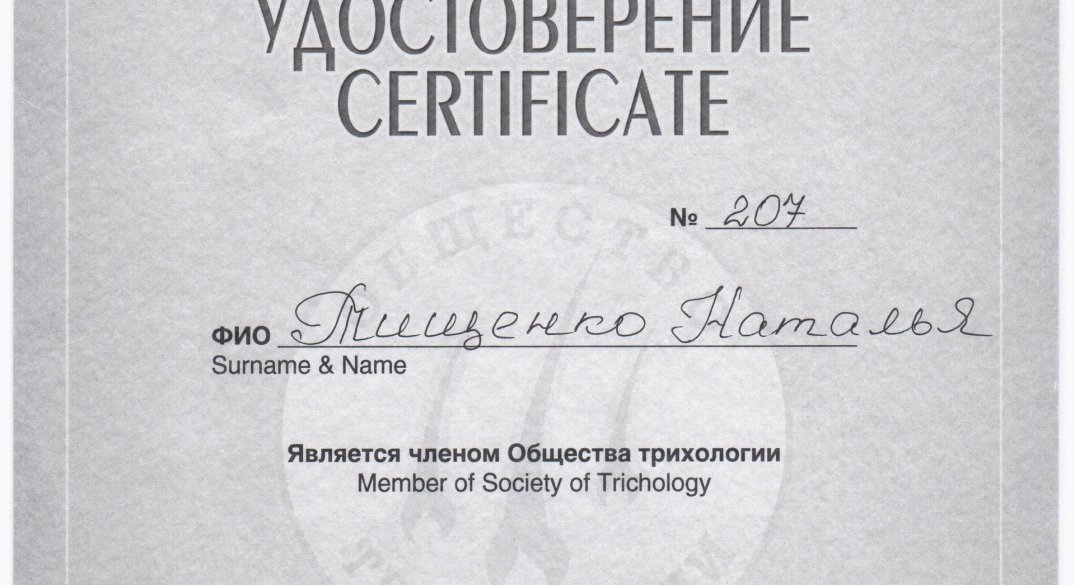 УДОСТОВЕРЕНИЕ
CERTIFICATE
№ 207
ФИО Тищенко Наталья
Surname & Name
Является членом Общества трихологии
Member of Society of Trichology